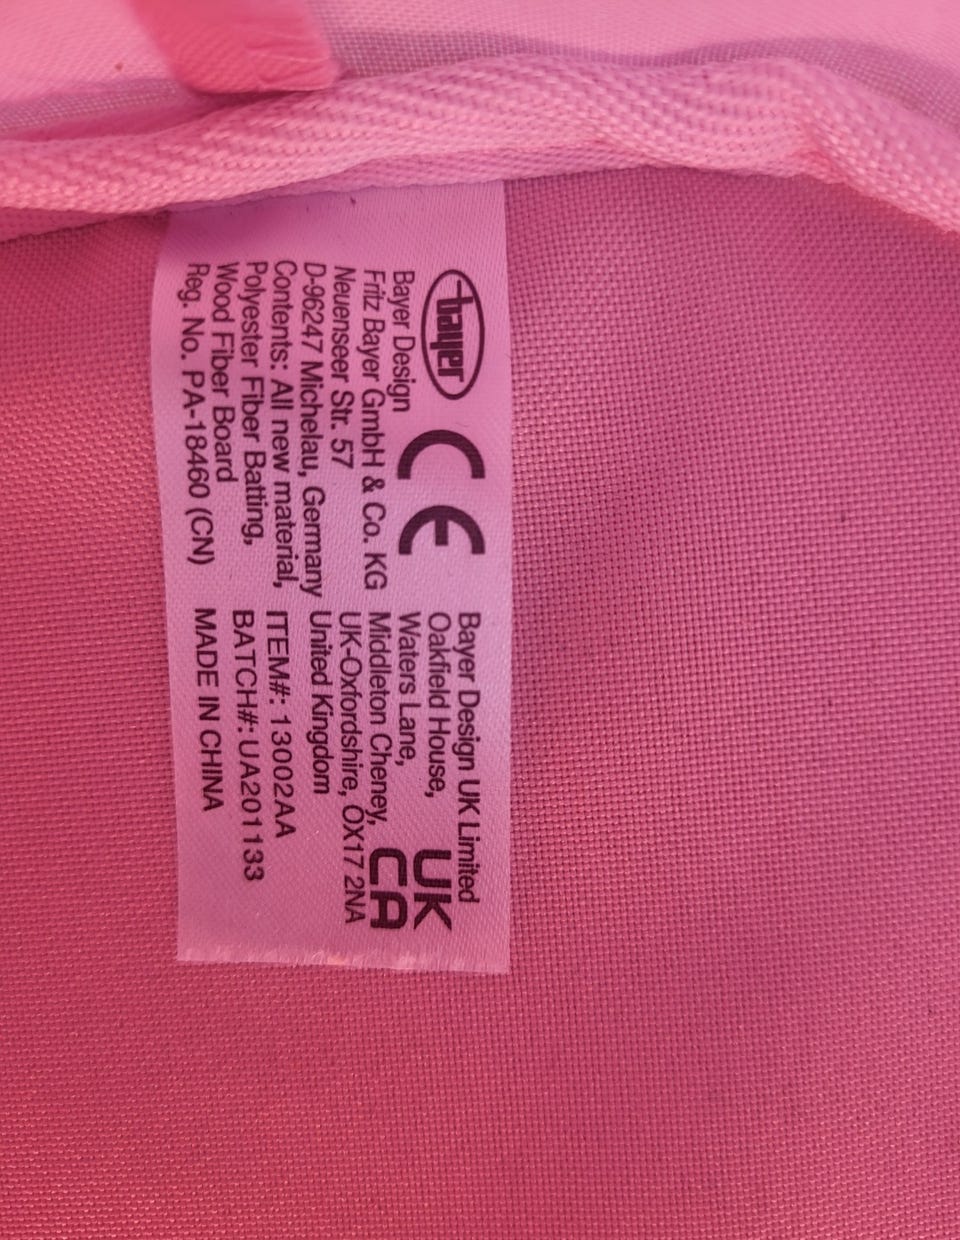 bayer
CE
Bayer Design
Fritz Bayer GmbH & Co. KG
Neuenseer Str. 57
D-96247 Michelau, Germany
Contents: All new material,
Polyester Fiber Batting,
Wood Fiber Board
Reg. No. PA-18460 (CN)
Bayer Design UK Limited
Oakfield House,
Waters Lane,
Middleton Cheney,
UK-Oxfordshire, OX17 2NA
United Kingdom
UK
CA
ITEM#: 13002AA
BATCH#: UA201133
MADE IN CHINA